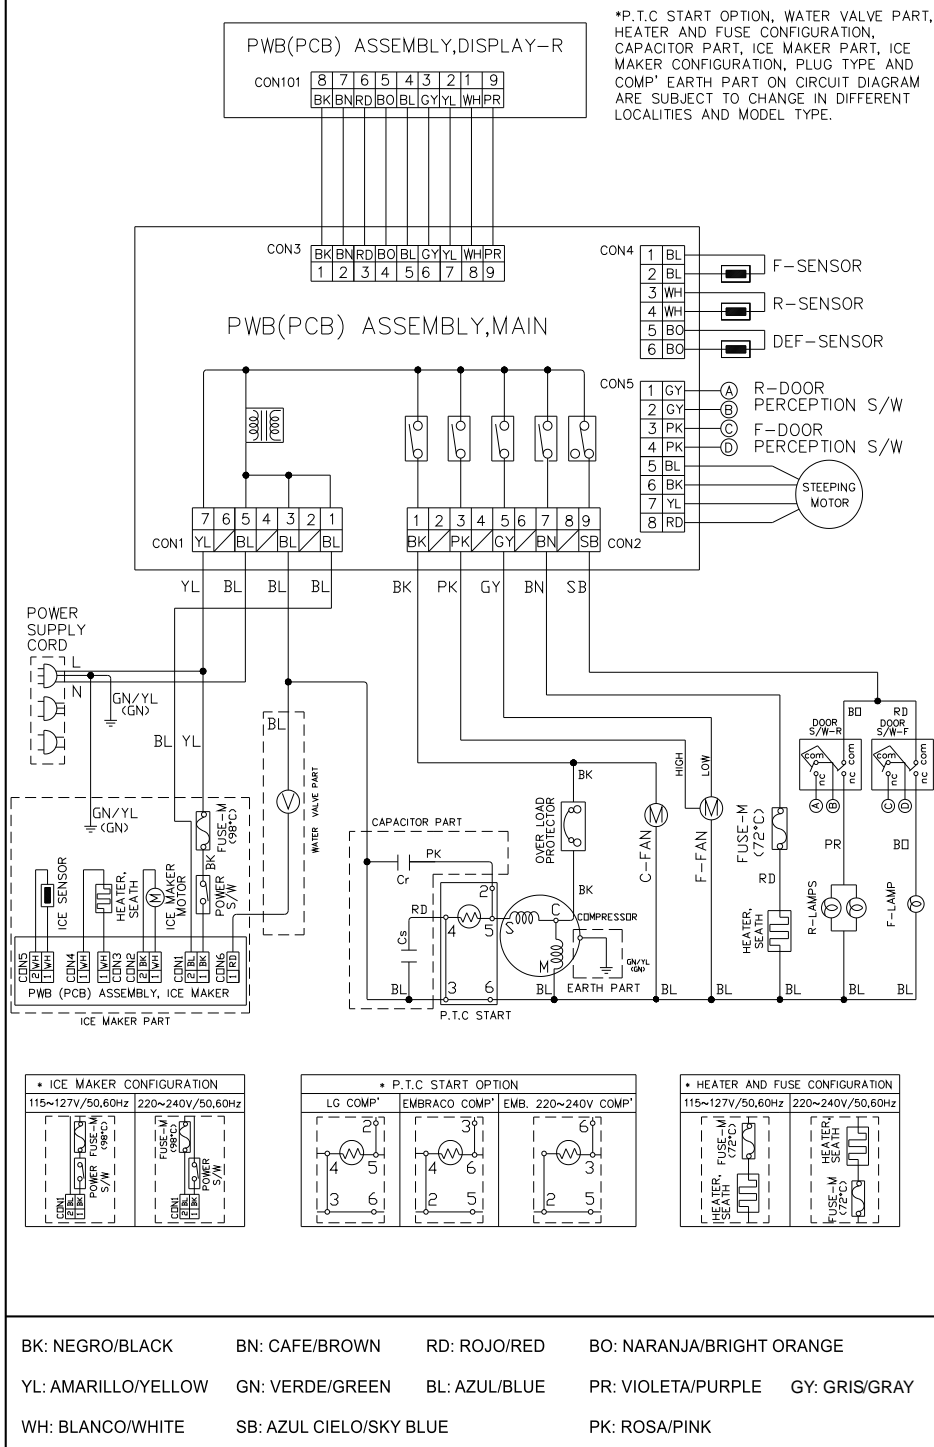 *P.T.C START OPTION, WATER VALVE PART,
HEATER AND FUSE CONFIGURATION,
CAPACITOR PART, ICE MAKER PART, ICE
MAKER CONFIGURATION, PLUG TYPE AND
COMP' EARTH PART ON CIRCUIT DIAGRAM
ARE SUBJECT TO CHANGE IN DIFFERENT
LOCALITIES AND MODEL TYPE.
PWB(PCB) ASSEMBLY,DISPLAY-R
CON101 8 7 6 5 4 3 2 1 9
BK BN RD BO BL GY YL WH PR
CON3 BK BN RD BO BL GY YL WH PR
1 2 3 4 5 6 7 8 9
PWB(PCB) ASSEMBLY,MAIN
CON4
1 BL
2 BL
F-SENSOR
3 WH
4 WH
R-SENSOR
5 BO
6 BO
DEF-SENSOR
CON5
1 GY A R-DOOR
2 GY B PERCEPTION S/W
3 PK C F-DOOR
4 PK D PERCEPTION S/W
5 BL
6 BK
7 YL
8 RD
STEEPING
MOTOR
7 6 5 4 3 2 1
CON1 YL BL BL BL
1 2 3 4 5 6 7 8 9
BK PK GY BN SB CON2
YL BL BL BL
BK PK GY BN SB
POWER
SUPPLY
CORD
L
N
GN/YL
(GN)
BL YL
GN/YL
(GN)
BL
V
WATER VALVE PART
FUSE-M
(98°C)
BK
POWER
S/W
ICE SENSOR
HEATER,
SEATH
M
ICE MAKER
MOTOR
CON5 2 WH 1 WH
CON4 1 WH
CON3
CON2 2 BK 1 WH
CON1 2 BL 1 BK
CON6 1 RD
PWB (PCB) ASSEMBLY, ICE MAKER
ICE MAKER PART
CAPACITOR PART
PK
Cr
RD
Cs
BL
2
4 5
3 6
P.T.C START
S C M
COMPRESSOR
BK
OVER LOAD
PROTECTOR
BK
GN/YL
(GN)
EARTH PART
BL
M
C-FAN
BL
HIGH
LOW
M
F-FAN
BL
FUSE-M
(72°C)
RD
HEATER,
SEATH
BL
BO RD
DOOR
S/W-R
DOOR
S/W-F
com com
nc nc
com com
nc nc
A B C D
PR BO
R-LAMPS
F-LAMP
BL BL
* ICE MAKER CONFIGURATION
115~127V/50,60Hz 220~240V/50,60Hz
FUSE-M
(98°C)
POWER
S/W
CON1 2 BL 1 BK
FUSE-M
(98°C)
POWER
S/W
CON1 2 BL 1 BK
* P.T.C START OPTION
LG COMP' EMBRACO COMP' EMB. 220~240V COMP'
2 4 5 3 6
3 4 6 2 5
6 2 3 2 5
* HEATER AND FUSE CONFIGURATION
115~127V/50,60Hz 220~240V/50,60Hz
FUSE-M
(72°C)
HEATER,
SEATH
HEATER,
SEATH
FUSE-M
(72°C)
BK: NEGRO/BLACK BN: CAFE/BROWN RD: ROJO/RED BO: NARANJA/BRIGHT ORANGE
YL: AMARILLO/YELLOW GN: VERDE/GREEN BL: AZUL/BLUE PR: VIOLETA/PURPLE GY: GRIS/GRAY
WH: BLANCO/WHITE SB: AZUL CIELO/SKY BLUE PK: ROSA/PINK